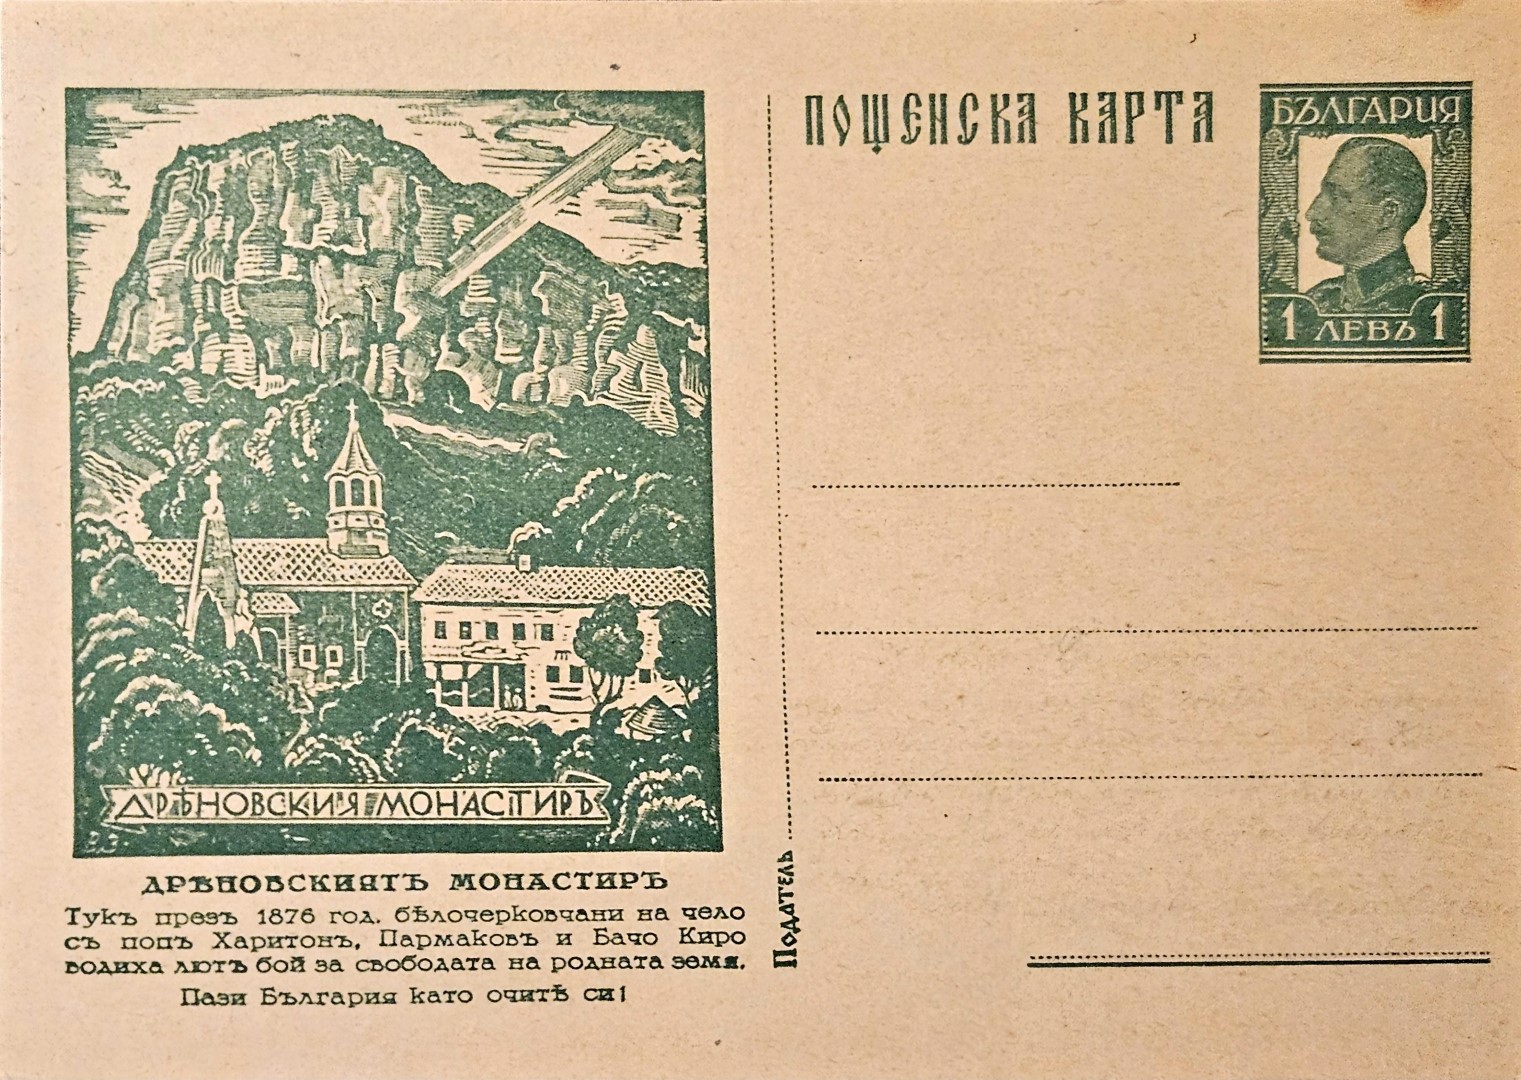 ПОЩЕНСКА КАРТА
БЪЛГАРИЯ
1 ЛЕВЪ 1
ДРѢНОВСКИЯ МОНАСТИРЪ
В.З.
ДРѢНОВСКИЯТЪ МОНАСТИРЪ
Тукъ презъ 1876 год. бѣлочерковчани на чело
съ попъ Харитонъ, Пармаковъ и Бачо Киро
водиха лютъ бой за свободата на родната земя.
Пази България като очитѣ си!
Податель